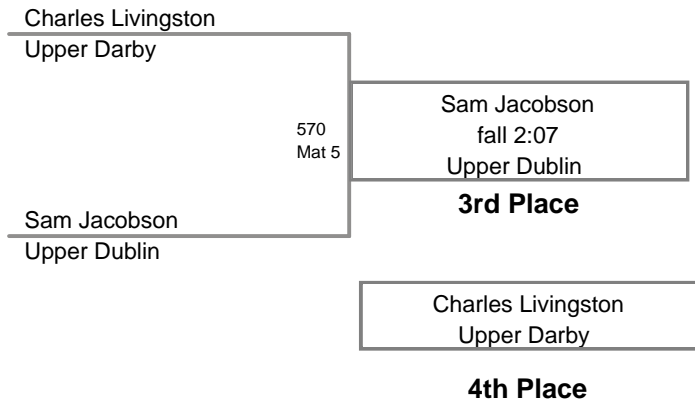 Charles Livingston
Upper Darby
570
Mat 5
Sam Jacobson
fall 2:07
Upper Dublin
3rd Place
Sam Jacobson
Upper Dublin
Charles Livingston
Upper Darby
4th Place